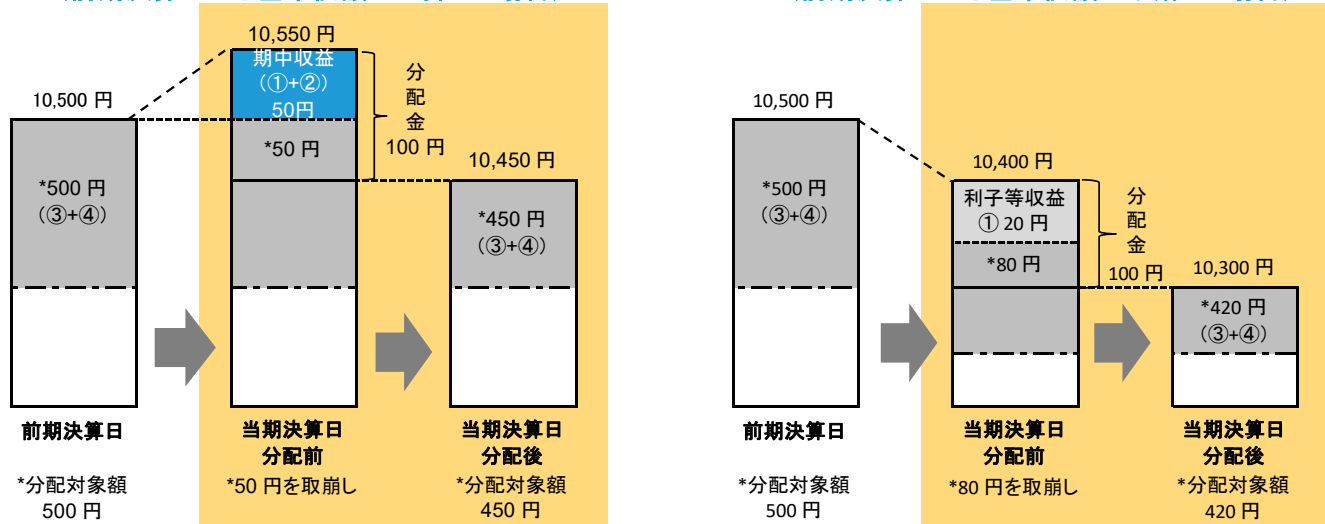 10,550 円
期中収益
（①+②）
50円
*50 円
分
配
金
100 円
10,500 円
*500 円
（③+④）
10,450 円
*450 円
（③+④）
前期決算日
当期決算日
分配前
当期決算日
分配後
*分配対象額
500 円
*50 円を取崩し
*分配対象額
450 円
10,500 円
*500 円
（③+④）
10,400 円
利子等収益
① 20 円
*80 円
分
配
金
100 円
10,300 円
*420 円
（③+④）
前期決算日
当期決算日
分配前
当期決算日
分配後
*分配対象額
500 円
*80 円を取崩し
*分配対象額
420 円